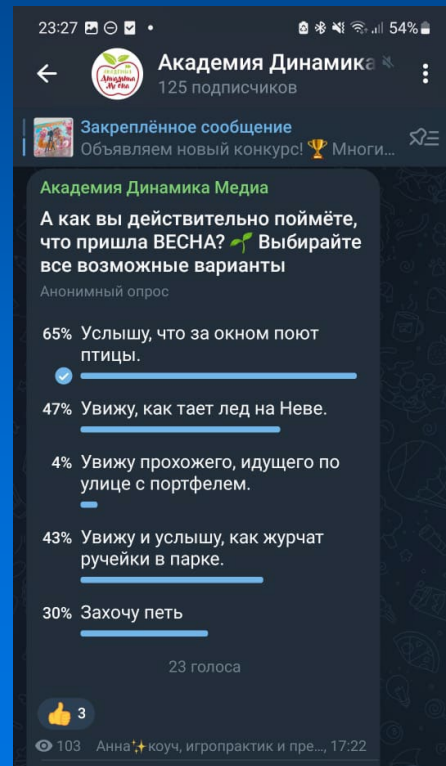 23:27 54%
Академия Динамика
125 подписчиков
Закреплённое сообщение
Объявляем новый конкурс! 🏆 Многи...
Академия Динамика Медиа
А как вы действительно поймёте,
что пришла ВЕСНА? 🌱 Выбирайте
все возможные варианты
Анонимный опрос
65% Услышу, что за окном поют
птицы.
47% Увижу, как тает лед на Неве.
4% Увижу прохожего, идущего по
улице с портфелем.
43% Увижу и услышу, как журчат
ручейки в парке.
30% Захочу петь
23 голоса
👍 3
103 Анна✨коуч, игропрактик и пре..., 17:22